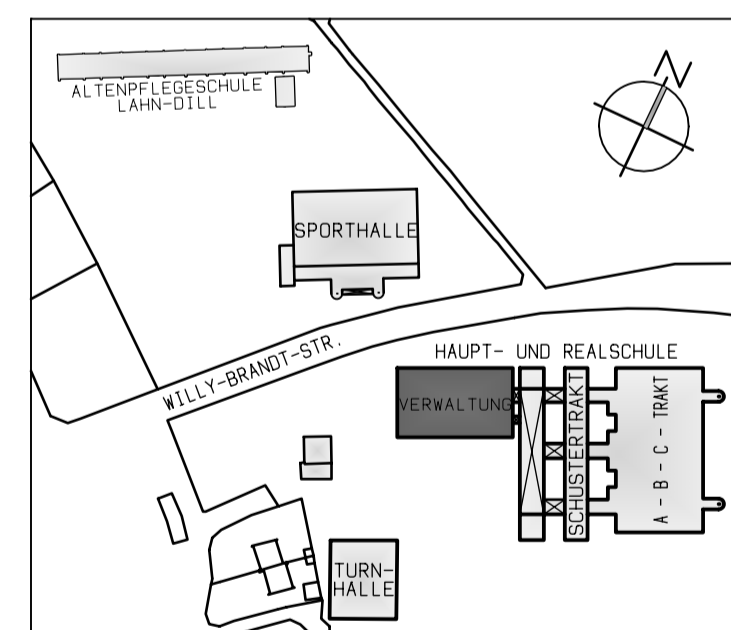 ALTENPFLEGESCHULE
LAHN-DILL
N
SPORTHALLE
WILLY-BRANDT-STR.
HAUPT- UND REALSCHULE
VERWALTUNG
SCHUSTERTRAKT
A - B - C - TRAKT
TURN-
HALLE